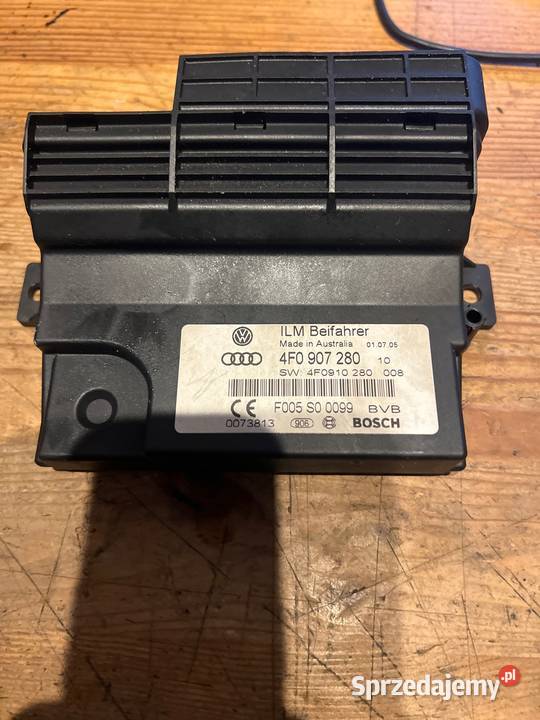 ILM Beifahrer
Made in Australia 01.07.05
4F0 907 280 10
SW: 4F0910 280 008
F005 S0 0099 BVB
CE
0073813 906 BOSCH
Sprzedajemy.pl